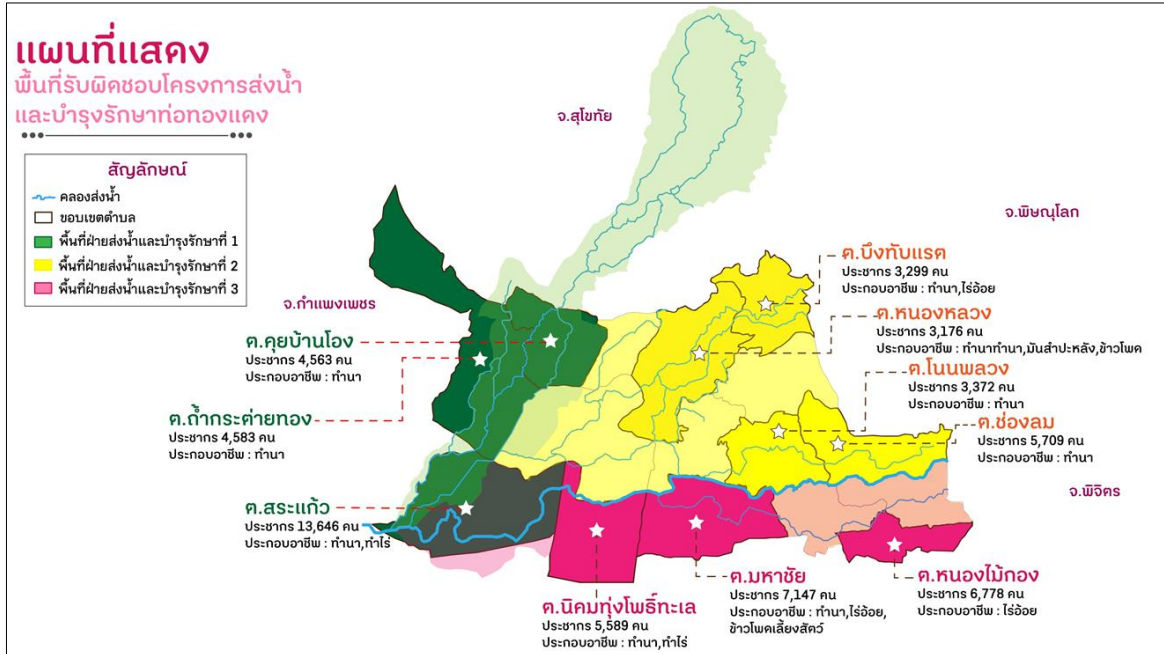 แผนที่แสดง
พื้นที่รับผิดชอบโครงการส่งน้ำ
และบำรุงรักษาท่อทองแดง
สัญลักษณ์
คลองส่งน้ำ
ขอบเขตตำบล
พื้นที่ฝ่ายส่งน้ำและบำรุงรักษาที่ 1
พื้นที่ฝ่ายส่งน้ำและบำรุงรักษาที่ 2
พื้นที่ฝ่ายส่งน้ำและบำรุงรักษาที่ 3
จ.สุโขทัย
จ.พิษณุโลก
จ.กำแพงเพชร
จ.พิจิตร
ต.คุยบ้านโอง
ประชากร 4,563 คน
ประกอบอาชีพ : ทำนา
ต.ถ้ำกระต่ายทอง
ประชากร 4,583 คน
ประกอบอาชีพ : ทำนา
ต.สระแก้ว
ประชากร 13,646 คน
ประกอบอาชีพ : ทำนา,ทำไร่
ต.บึงทับแรต
ประชากร 3,299 คน
ประกอบอาชีพ : ทำนา,ไร่อ้อย
ต.หนองหลวง
ประชากร 3,176 คน
ประกอบอาชีพ : ทำนาทำนา,มันสำปะหลัง,ข้าวโพด
ต.โนนพลวง
ประชากร 3,372 คน
ประกอบอาชีพ : ทำนา
ต.ช่องลม
ประชากร 5,709 คน
ประกอบอาชีพ : ทำนา
ต.นิคมทุ่งโพธิ์ทะเล
ประชากร 5,589 คน
ประกอบอาชีพ : ทำนา,ทำไร่
ต.มหาชัย
ประชากร 7,147 คน
ประกอบอาชีพ : ทำนา,ไร่อ้อย,
ข้าวโพดเลี้ยงสัตว์
ต.หนองไม้กอง
ประชากร 6,778 คน
ประกอบอาชีพ : ไร่อ้อย